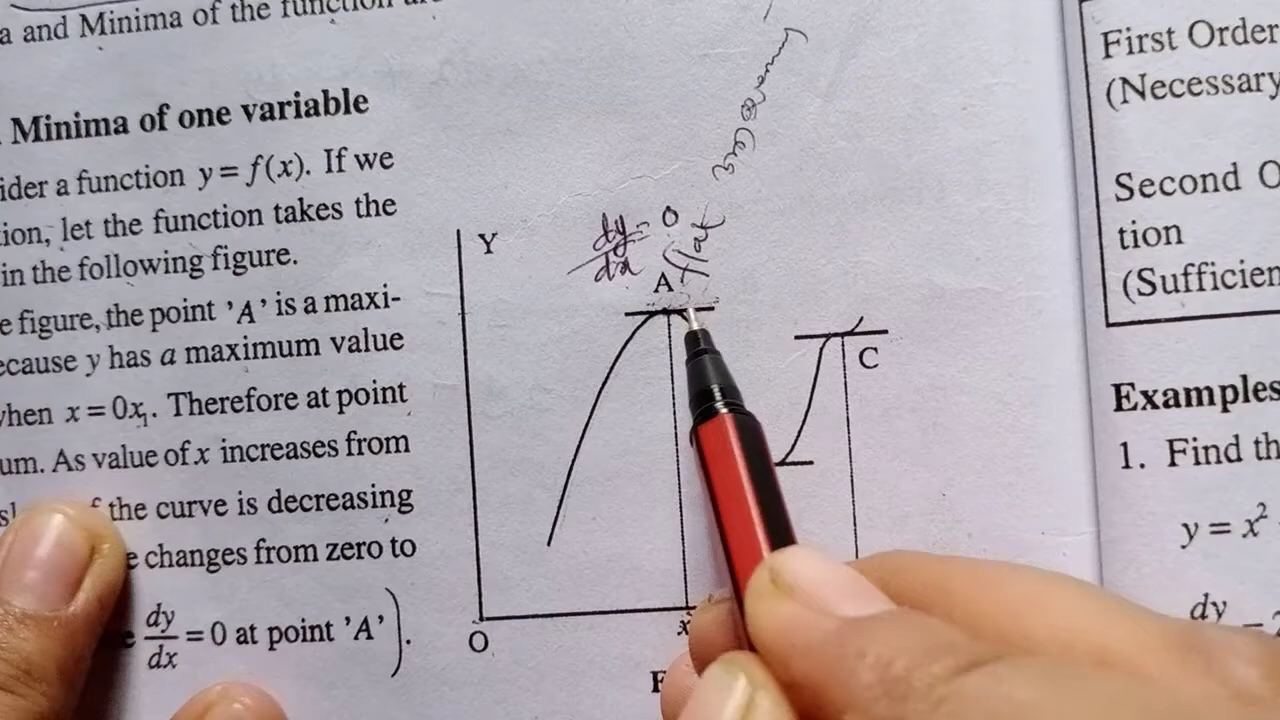 a and Minima of the function
Minima of one variable
ider a function y = f(x). If we
tion, let the function takes the
in the following figure.
e figure, the point 'A' is a maxi-
ecause y has a maximum value
when x = 0x₁. Therefore at point
um. As value of x increases from
the curve is decreasing
e changes from zero to
dy/dx = 0 at point 'A').
Y
dy/dx = 0
flat
A
C
O
x
First Order
(Necessary
Second O
tion
(Sufficien
Examples
1. Find th
y = x²
dy